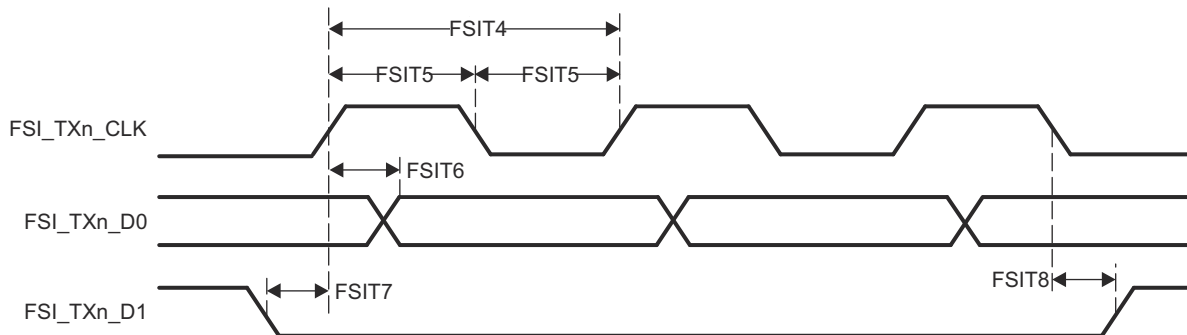 FSIT4
FSIT5 FSIT5
FSI_TXn_CLK
FSIT6
FSI_TXn_D0
FSIT7 FSIT8
FSI_TXn_D1